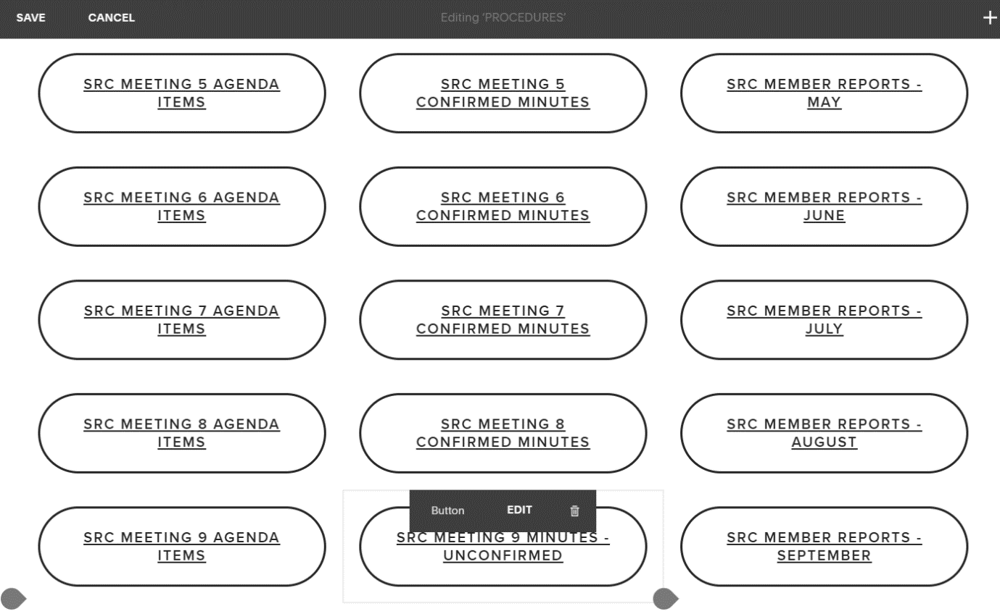 SAVE CANCEL Editing 'PROCEDURES'
SRC MEETING 5 AGENDA
ITEMS
SRC MEETING 5
CONFIRMED MINUTES
SRC MEMBER REPORTS -
MAY
SRC MEETING 6 AGENDA
ITEMS
SRC MEETING 6
CONFIRMED MINUTES
SRC MEMBER REPORTS -
JUNE
SRC MEETING 7 AGENDA
ITEMS
SRC MEETING 7
CONFIRMED MINUTES
SRC MEMBER REPORTS -
JULY
SRC MEETING 8 AGENDA
ITEMS
SRC MEETING 8
CONFIRMED MINUTES
SRC MEMBER REPORTS -
AUGUST
SRC MEETING 9 AGENDA
ITEMS
Button EDIT
SRC MEETING 9 MINUTES -
UNCONFIRMED
SRC MEMBER REPORTS -
SEPTEMBER